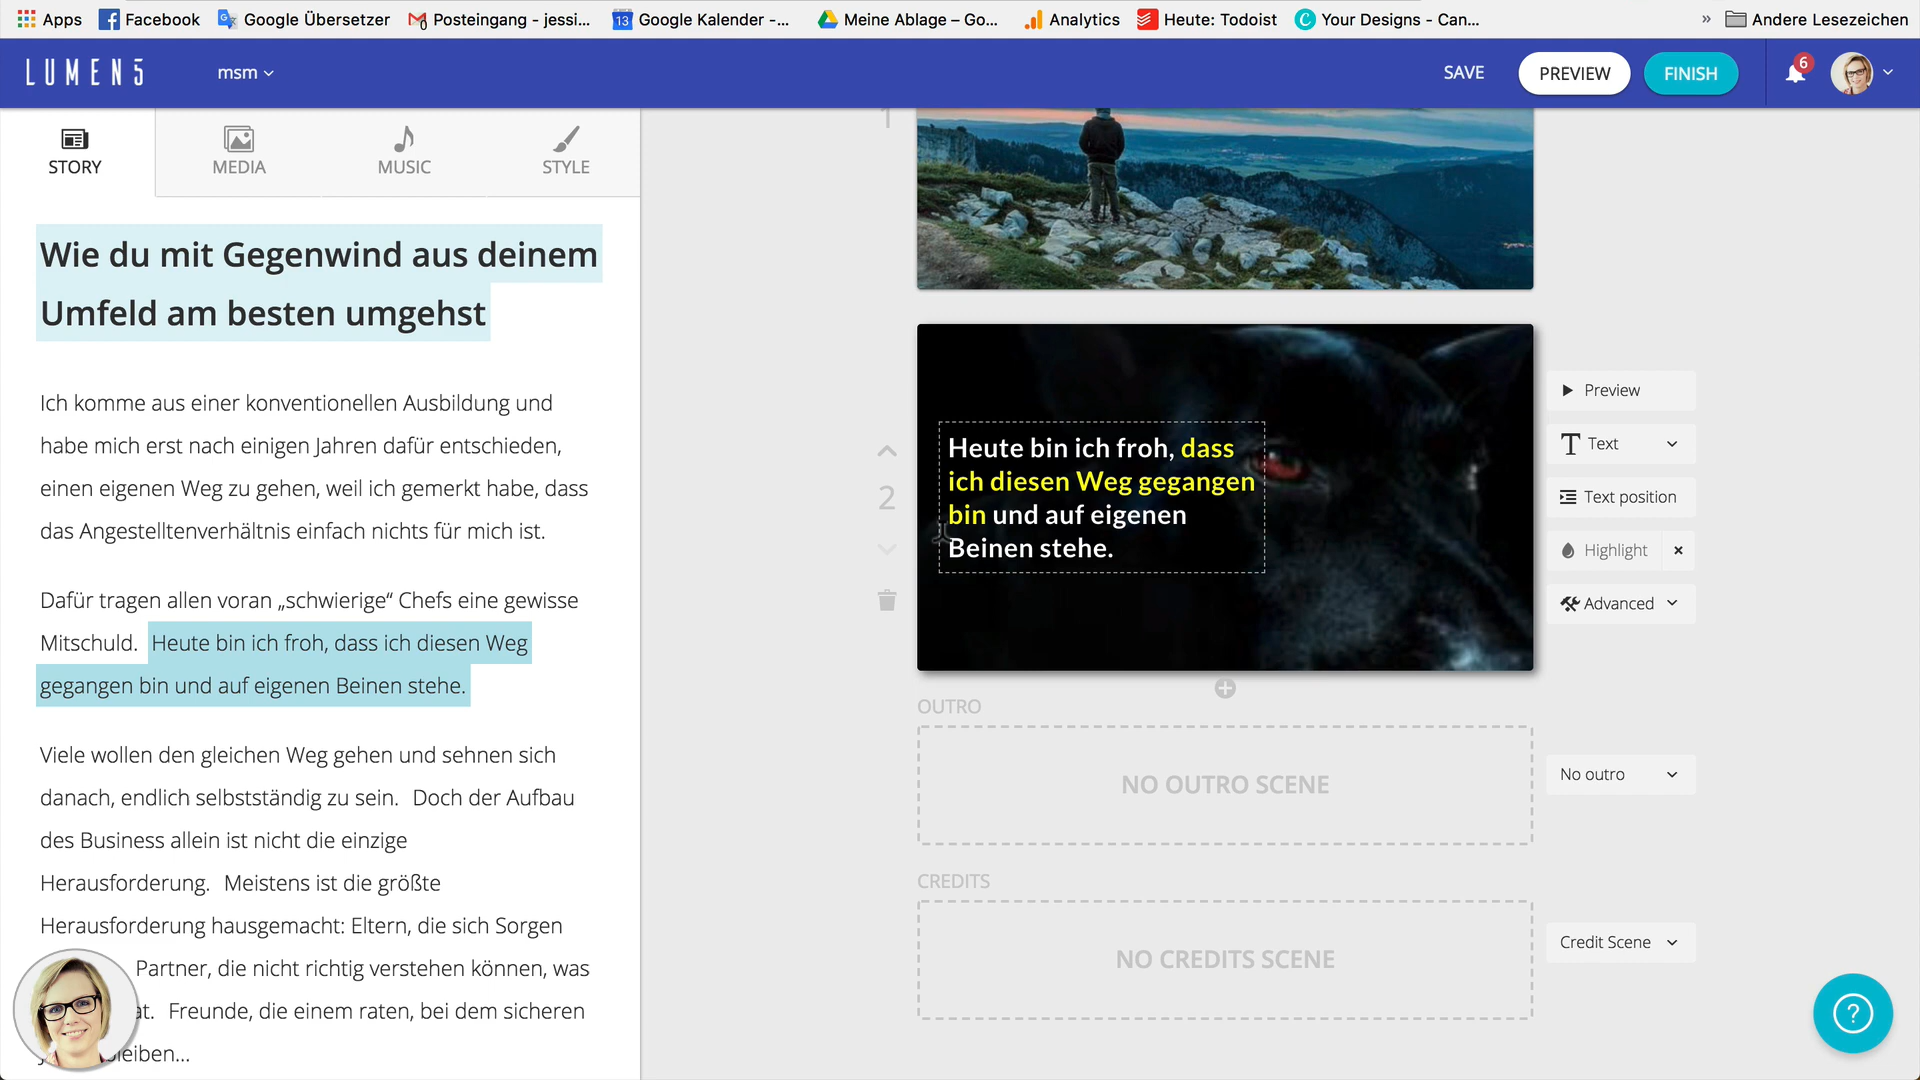 Apps Facebook Google Übersetzer Posteingang - jessi... 13 Google Kalender -... Meine Ablage – Go... Analytics Heute: Todoist C Your Designs - Can... » Andere Lesezeichen
LUMEN5 msm SAVE PREVIEW FINISH 6
STORY MEDIA MUSIC STYLE
Wie du mit Gegenwind aus deinem
Umfeld am besten umgehst
Ich komme aus einer konventionellen Ausbildung und
habe mich erst nach einigen Jahren dafür entschieden,
einen eigenen Weg zu gehen, weil ich gemerkt habe, dass
das Angestelltenverhältnis einfach nichts für mich ist.
Dafür tragen allen voran „schwierige“ Chefs eine gewisse
Mitschuld. Heute bin ich froh, dass ich diesen Weg
gegangen bin und auf eigenen Beinen stehe.
Viele wollen den gleichen Weg gehen und sehnen sich
danach, endlich selbstständig zu sein. Doch der Aufbau
des Business allein ist nicht die einzige
Herausforderung. Meistens ist die größte
Herausforderung hausgemacht: Eltern, die sich Sorgen
Partner, die nicht richtig verstehen können, was
at. Freunde, die einem raten, bei dem sicheren
leiben...
1
2
Heute bin ich froh, dass
ich diesen Weg gegangen
bin und auf eigenen
Beinen stehe.
Preview
T Text
Text position
Highlight ×
Advanced
OUTRO
NO OUTRO SCENE
No outro
CREDITS
NO CREDITS SCENE
Credit Scene
?